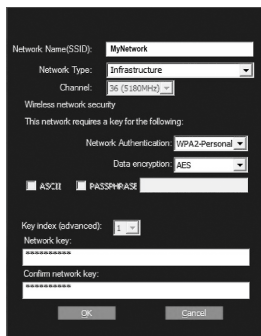 Network Name(SSID): MyNetwork
Network Type: Infrastructure
Channel: 36 (5180MHz)
Wireless network security
This network requires a key for the following:
Network Authentication: WPA2-Personal
Data encryption: AES
ASCII PASSPHRASE
Key index (advanced): 1
Network key:
**********
Confirm network key:
**********
OK Cancel